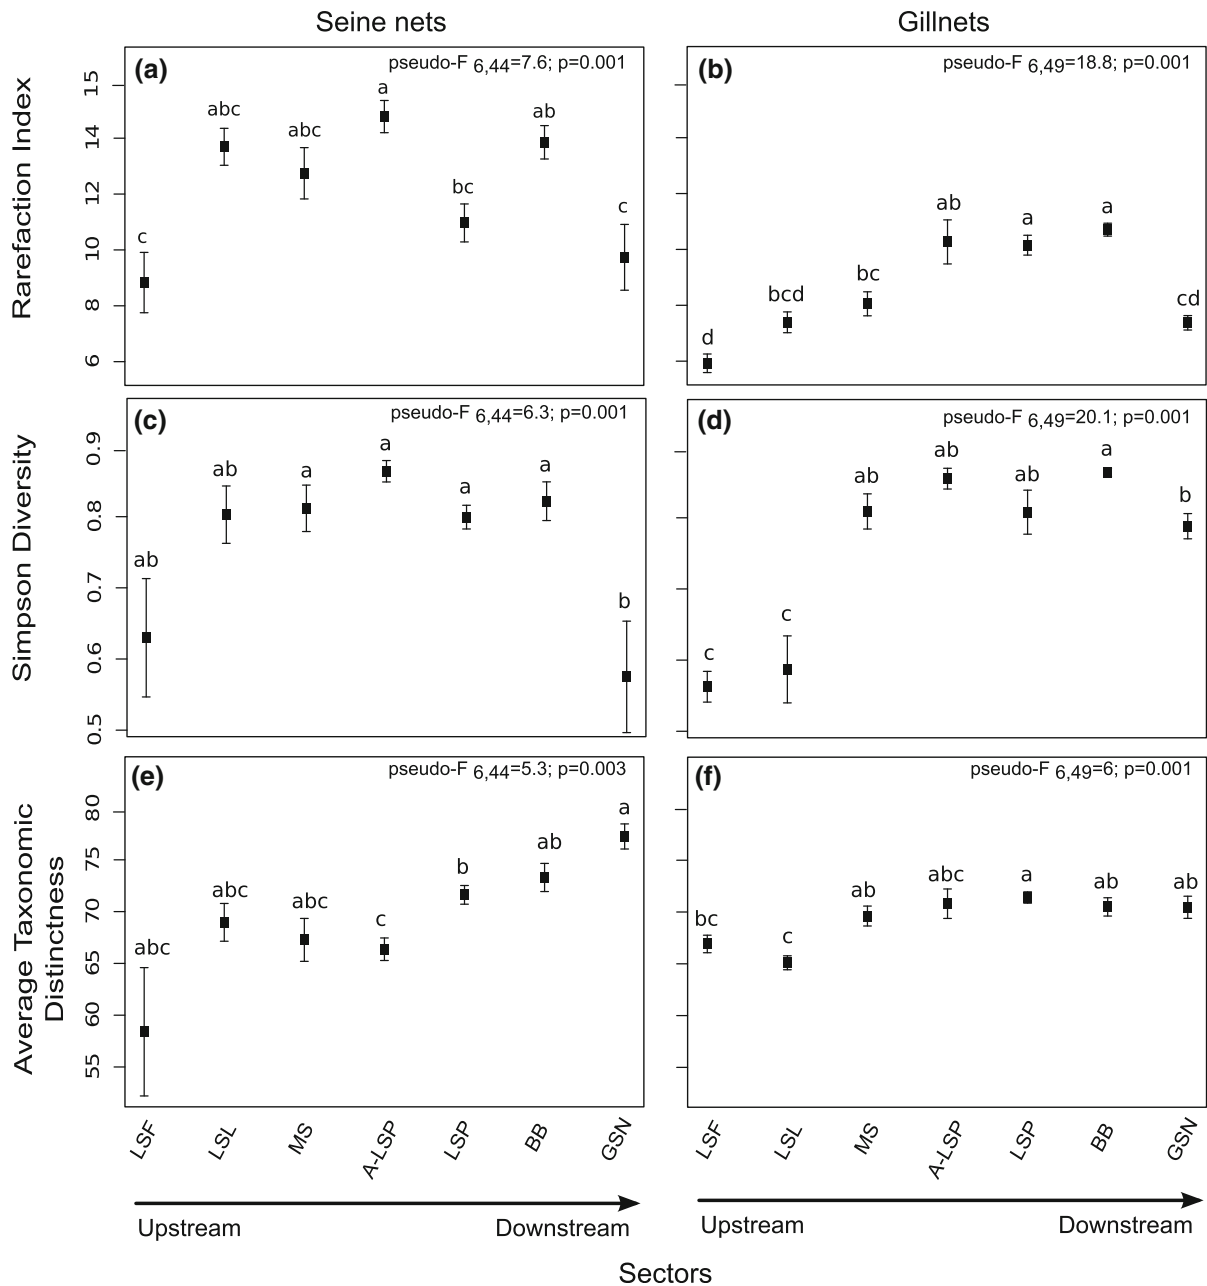 Seine nets
Gillnets
(a)
pseudo-F 6,44=7.6; p=0.001
Rarefaction Index
15
14
12
10
8
6
c
abc
abc
a
bc
ab
c
(b)
pseudo-F 6,49=18.8; p=0.001
d
bcd
bc
ab
a
a
cd
(c)
pseudo-F 6,44=6.3; p=0.001
Simpson Diversity
0.9
0.8
0.7
0.6
0.5
ab
ab
a
a
a
a
b
(d)
pseudo-F 6,49=20.1; p=0.001
c
c
ab
ab
ab
a
b
(e)
pseudo-F 6,44=5.3; p=0.003
Average Taxonomic
Distinctness
80
75
70
65
60
55
abc
abc
abc
c
b
ab
a
(f)
pseudo-F 6,49=6; p=0.001
bc
c
ab
abc
a
ab
ab
LSF
LSL
MS
A-LSP
LSP
BB
GSN
LSF
LSL
MS
A-LSP
LSP
BB
GSN
Upstream
Downstream
Upstream
Downstream
Sectors